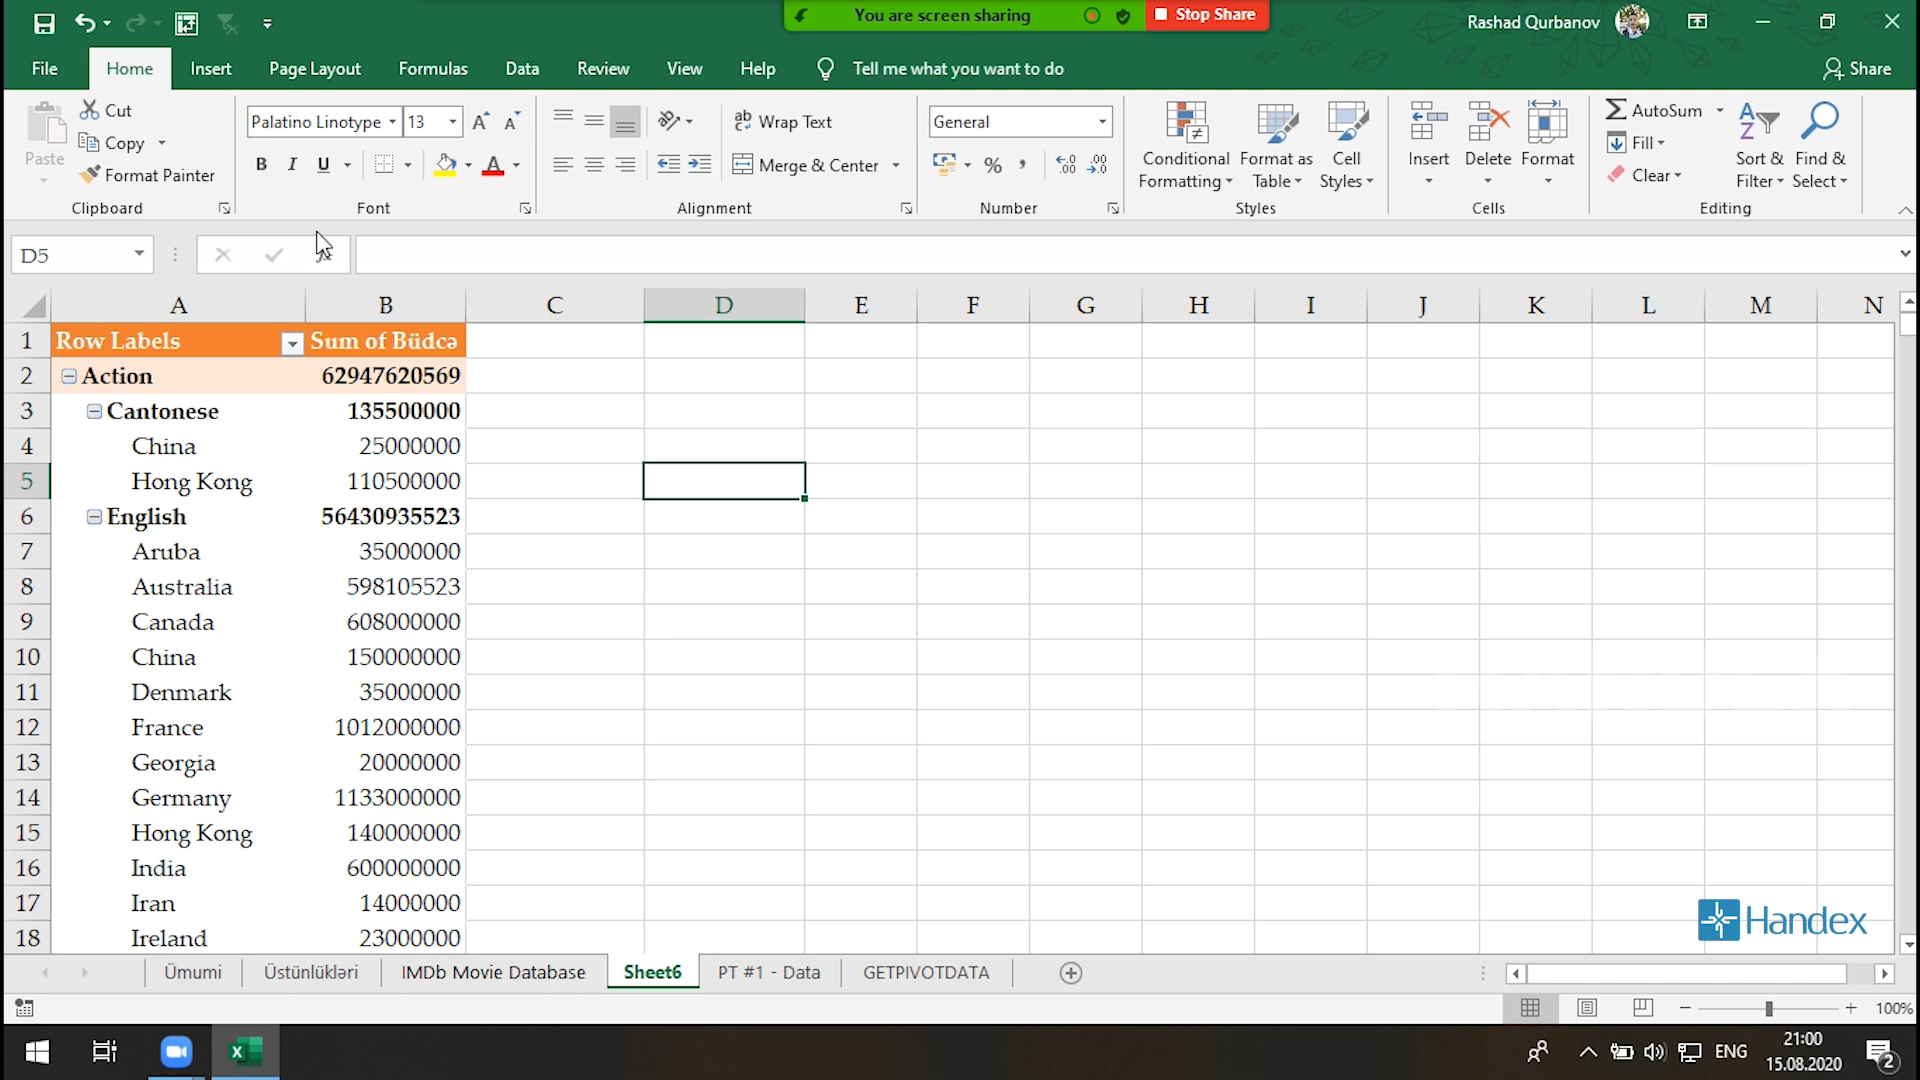 You are screen sharing
Stop Share
Rashad Qurbanov
File
Home
Insert
Page Layout
Formulas
Data
Review
View
Help
Tell me what you want to do
Share
Paste
Cut
Copy
Format Painter
Clipboard
Palatino Linotype
13
B I U
Font
Wrap Text
Merge & Center
Alignment
General
%
Number
Conditional Formatting
Format as Table
Cell Styles
Styles
Insert
Delete
Format
Cells
AutoSum
Fill
Clear
Sort & Filter
Find & Select
Editing
D5
A B C D E F G H I J K L M N
1 Row Labels Sum of Büdcə
2 Action 62947620569
3 Cantonese 135500000
4 China 25000000
5 Hong Kong 110500000
6 English 56430935523
7 Aruba 35000000
8 Australia 598105523
9 Canada 608000000
10 China 150000000
11 Denmark 35000000
12 France 1012000000
13 Georgia 20000000
14 Germany 1133000000
15 Hong Kong 140000000
16 India 600000000
17 Iran 14000000
18 Ireland 23000000
Handex
Ümumi
Üstünlükləri
IMDb Movie Database
Sheet6
PT #1 - Data
GETPIVOTDATA
100%
ENG
21:00
15.08.2020
2